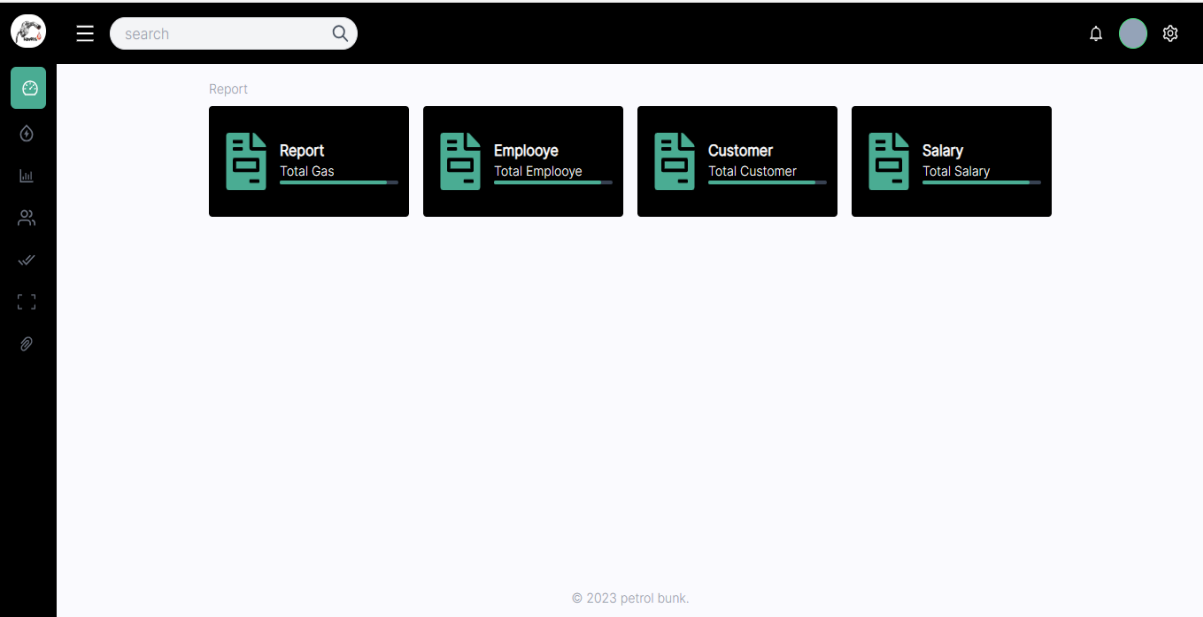 search
Report
Report
Total Gas
Emplooye
Total Emplooye
Customer
Total Customer
Salary
Total Salary
© 2023 petrol bunk.